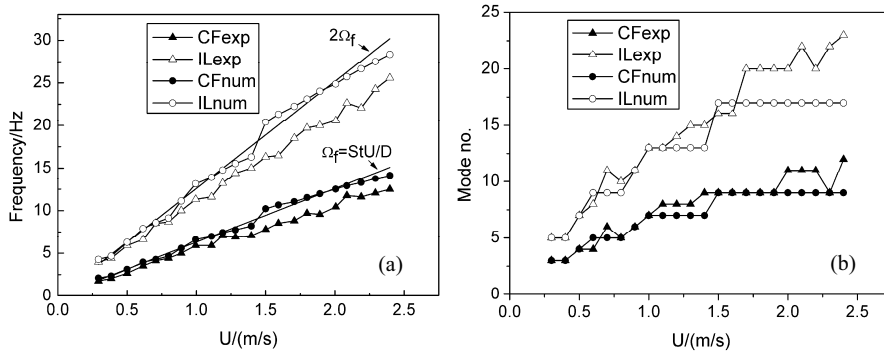 30
25
20
15
10
5
0
0.0 0.5 1.0 1.5 2.0 2.5
Frequency/Hz
U/(m/s)
CFexp
ILexp
CFnum
ILnum
2Ωf
Ωf=StU/D
(a)
25
20
15
10
5
0
0.0 0.5 1.0 1.5 2.0 2.5
Mode no.
U/(m/s)
CFexp
ILexp
CFnum
ILnum
(b)